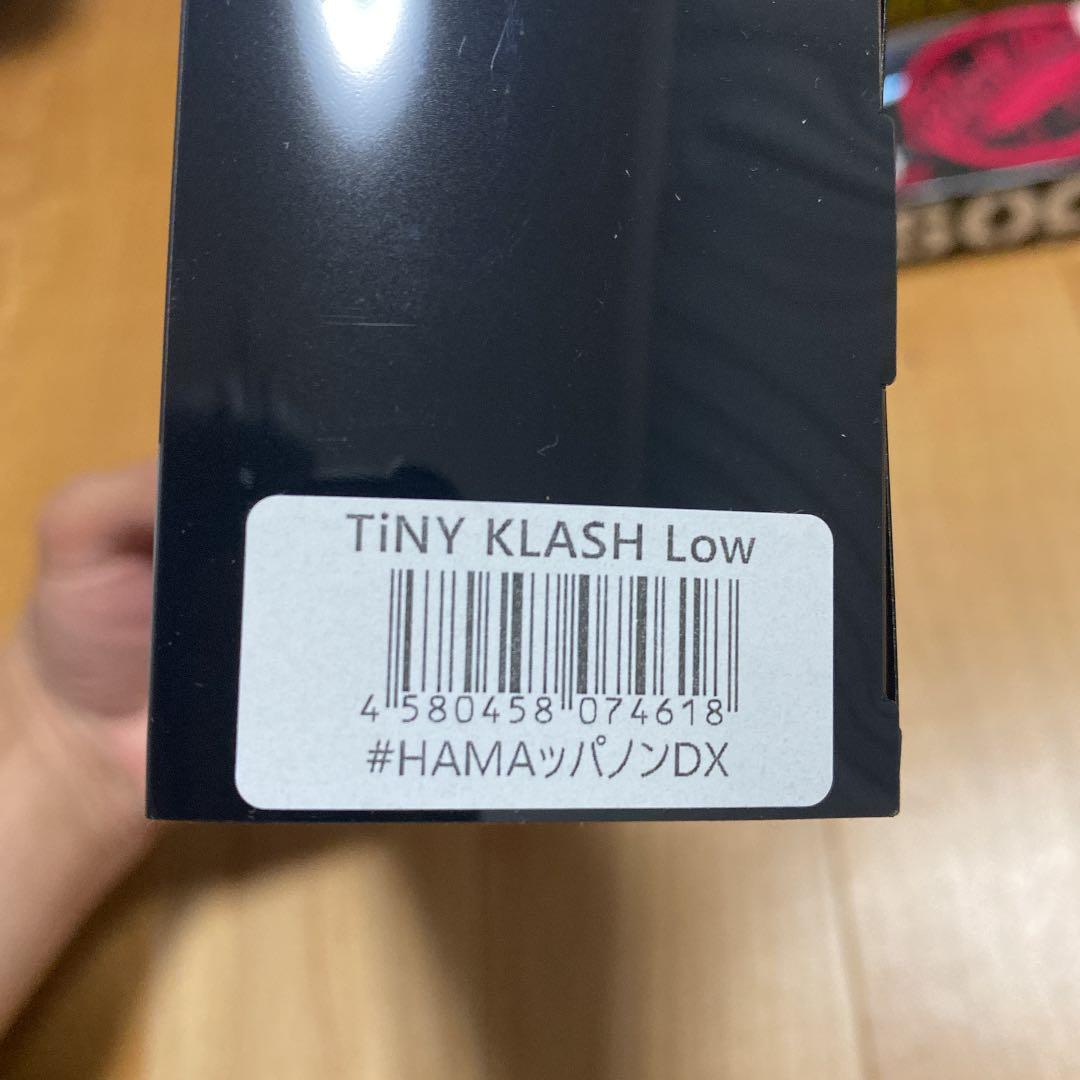 TiNY KLASH Low
4 580458 074618
#HAMAッパノンDX